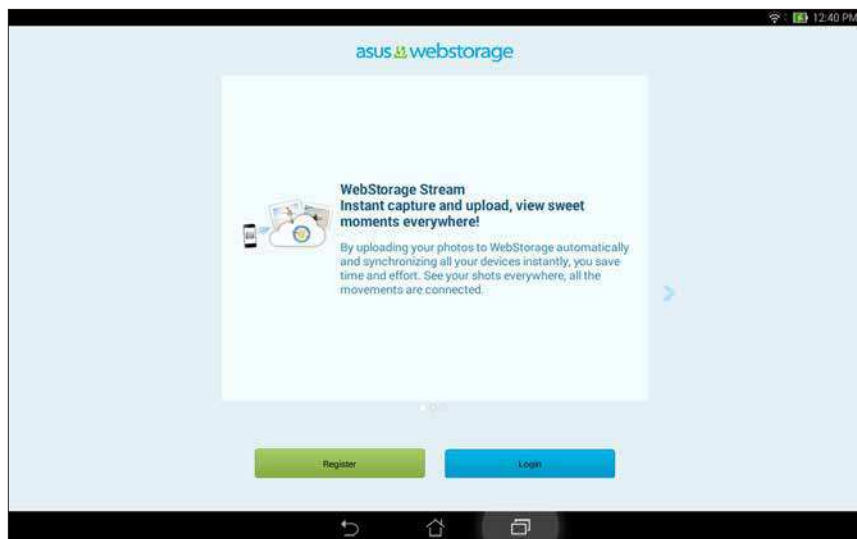 12:40 PM
asus webstorage
WebStorage Stream
Instant capture and upload, view sweet
moments everywhere!
By uploading your photos to WebStorage automatically
and synchronizing all your devices instantly, you save
time and effort. See your shots everywhere, all the
movements are connected.
Register Login